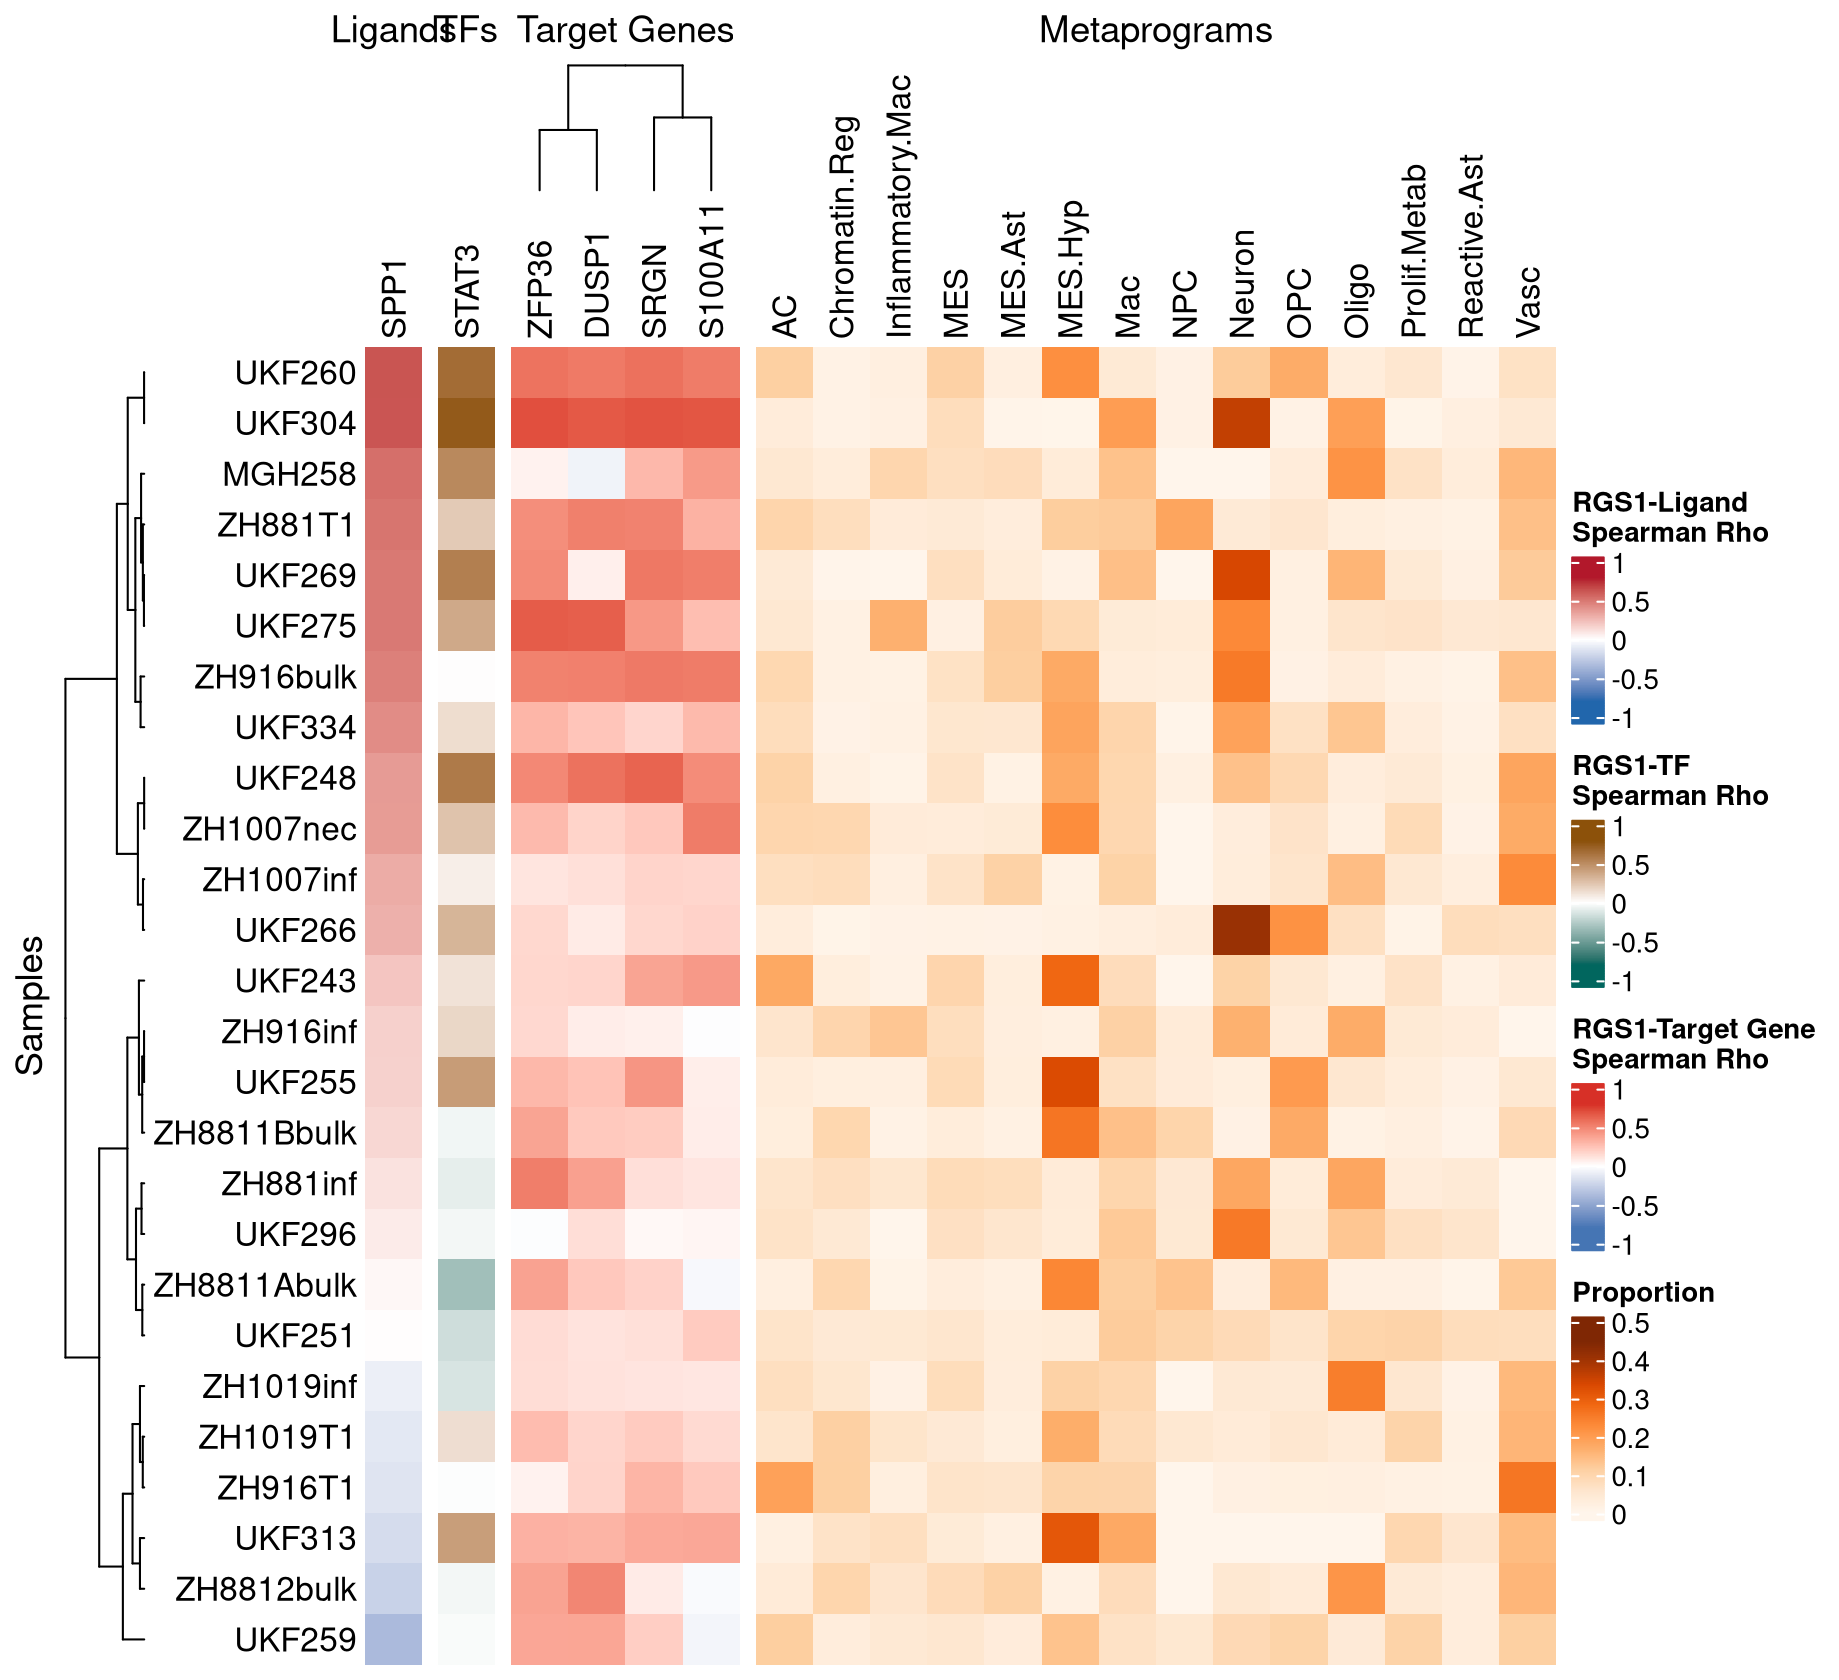 Ligands TFs Target Genes Metaprograms
SPP1 STAT3 ZFP36 DUSP1 SRGN S100A11 AC Chromatin.Reg Inflammatory.Mac MES MES.Ast MES.Hyp Mac NPC Neuron OPC Oligo Prolif.Metab Reactive.Ast Vasc
Samples
UKF260
UKF304
MGH258
ZH881T1
UKF269
UKF275
ZH916bulk
UKF334
UKF248
ZH1007nec
ZH1007inf
UKF266
UKF243
ZH916inf
UKF255
ZH8811Bbulk
ZH881inf
UKF296
ZH8811Abulk
UKF251
ZH1019inf
ZH1019T1
ZH916T1
UKF313
ZH8812bulk
UKF259
RGS1-Ligand
Spearman Rho
1
0.5
0
-0.5
-1
RGS1-TF
Spearman Rho
1
0.5
0
-0.5
-1
RGS1-Target Gene
Spearman Rho
1
0.5
0
-0.5
-1
Proportion
0.5
0.4
0.3
0.2
0.1
0